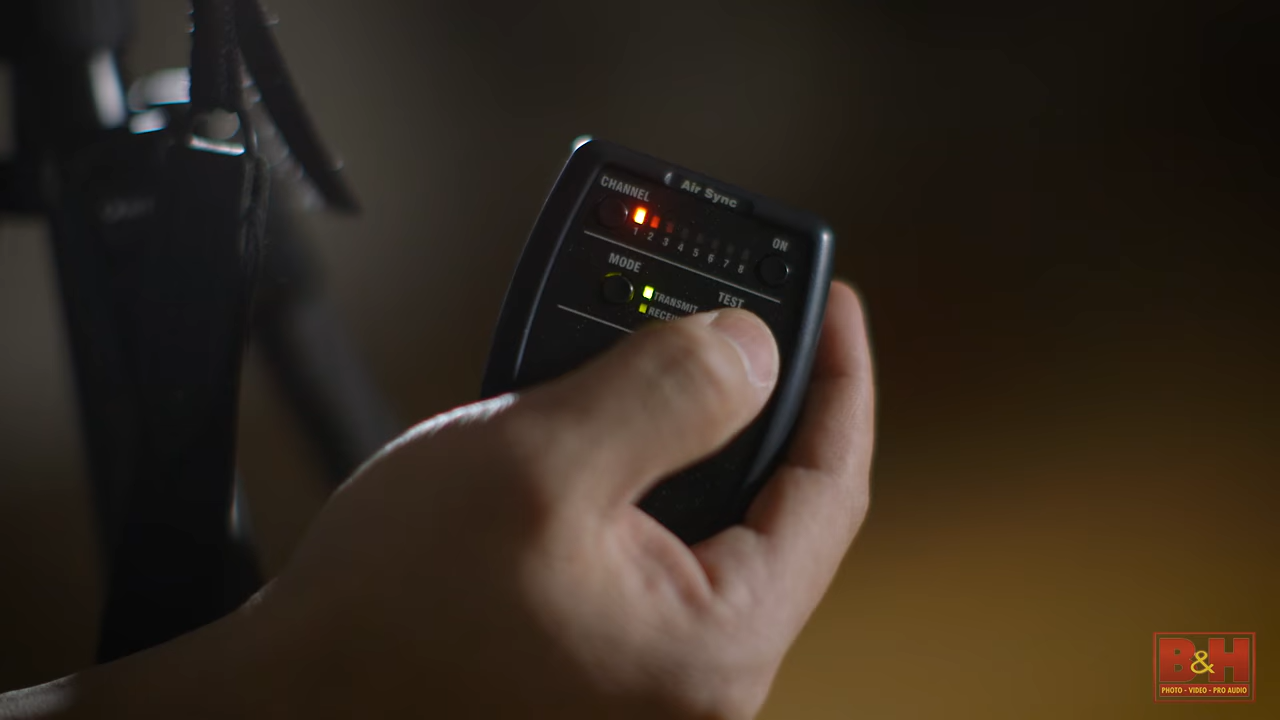 Air Sync
CHANNEL
1 2 3 4 5 6 7 8
ON
MODE
TRANSMIT
TEST
B&H
PHOTO - VIDEO - PRO AUDIO